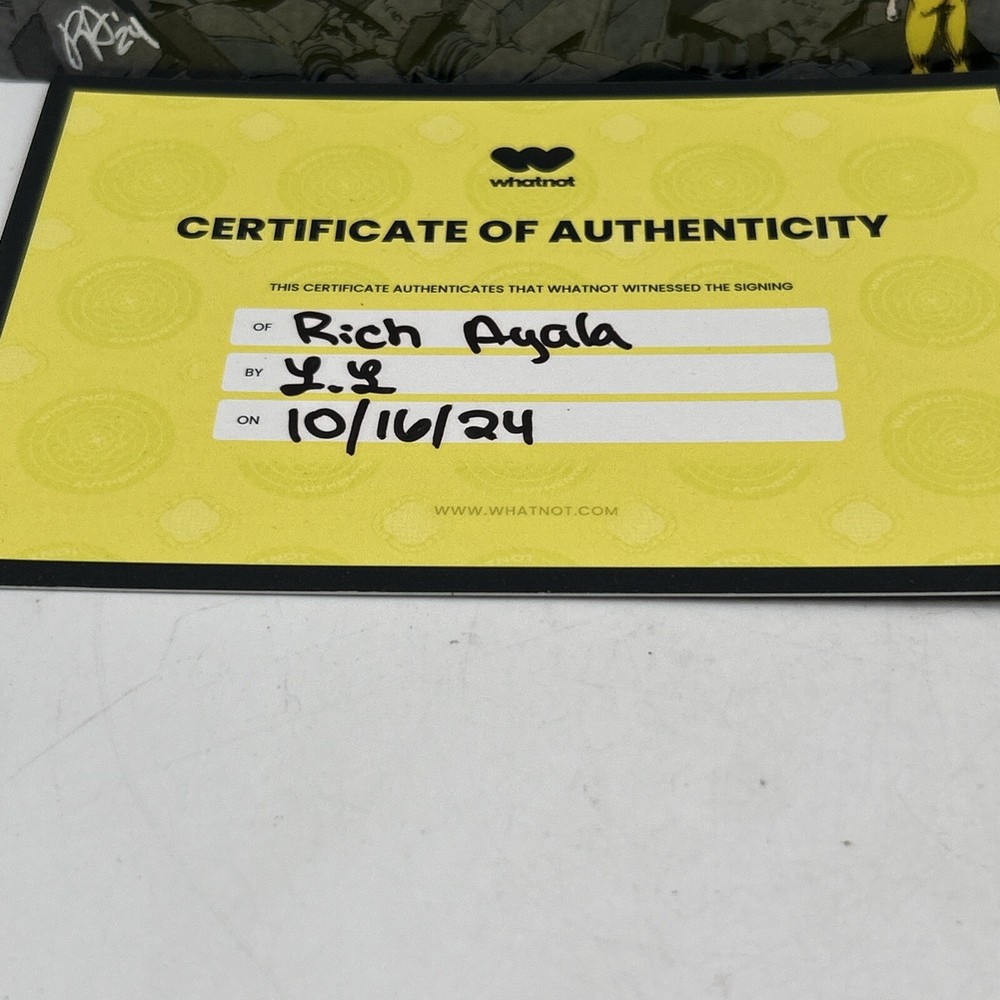 whatnot
CERTIFICATE OF AUTHENTICITY
THIS CERTIFICATE AUTHENTICATES THAT WHATNOT WITNESSED THE SIGNING
OF Rich Ayala
BY Y.Y
ON 10/16/24
WWW.WHATNOT.COM